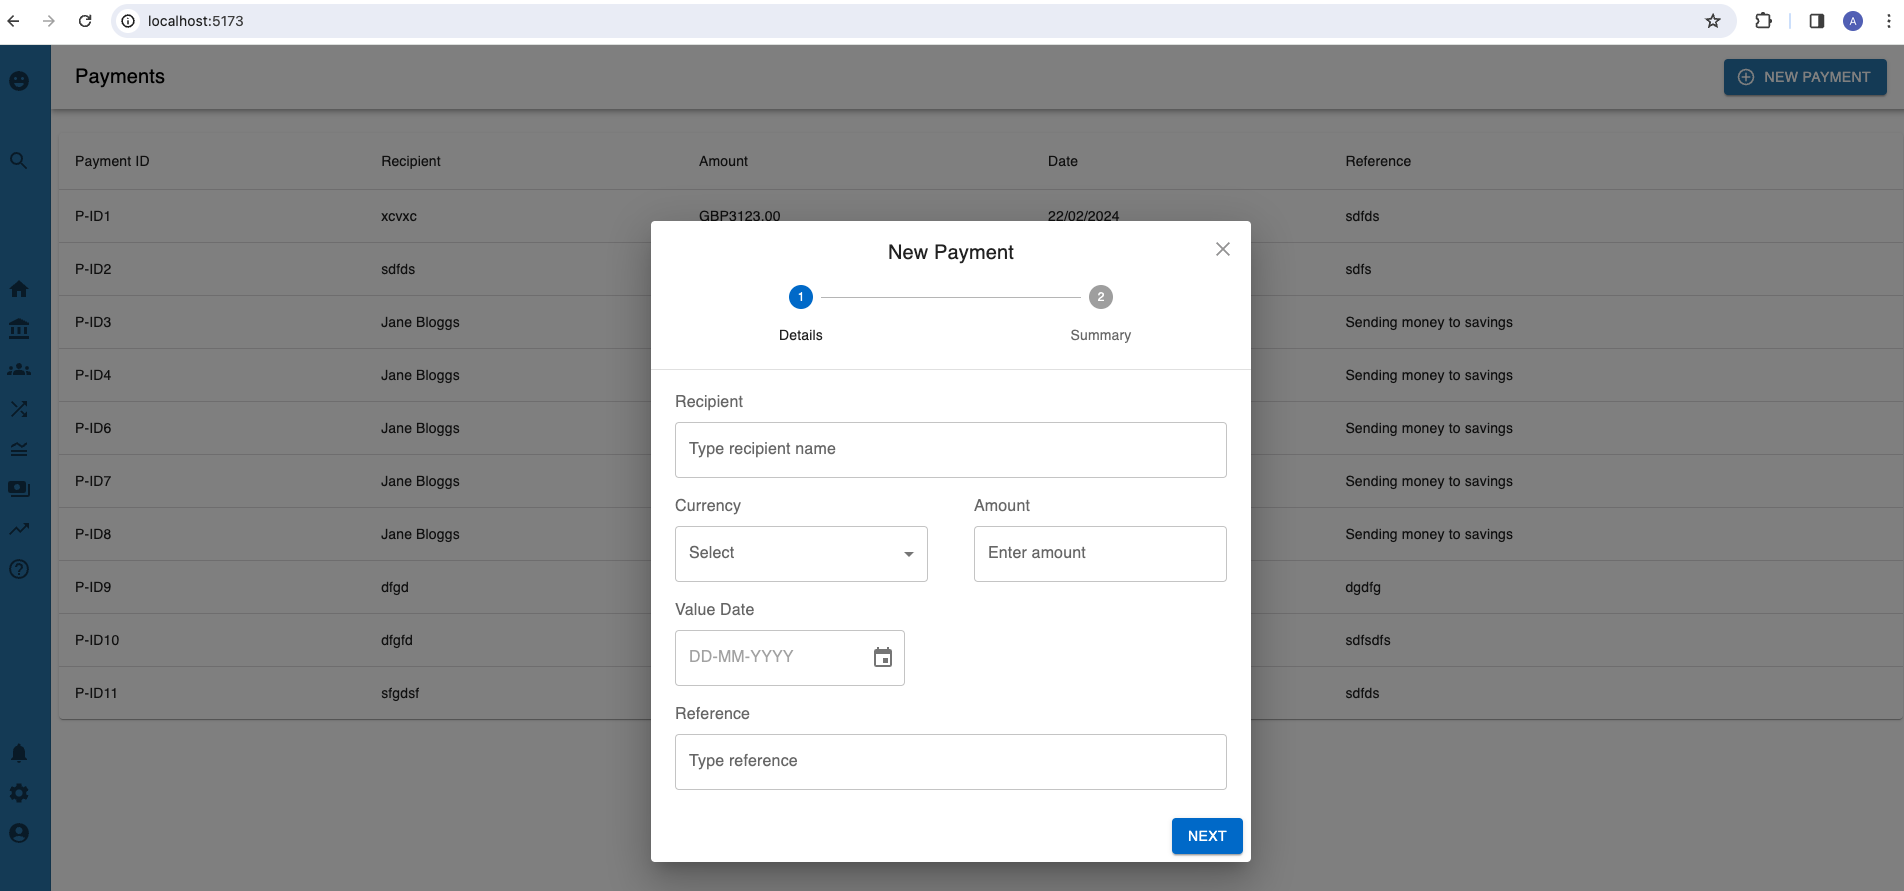 localhost:5173
A
Payments
NEW PAYMENT
Payment ID Recipient Amount Date Reference
P-ID1 xcvxc GBP3123.00 22/02/2024 sdfds
P-ID2 sdfds sdfs
P-ID3 Jane Bloggs Sending money to savings
P-ID4 Jane Bloggs Sending money to savings
P-ID6 Jane Bloggs Sending money to savings
P-ID7 Jane Bloggs Sending money to savings
P-ID8 Jane Bloggs Sending money to savings
P-ID9 dfgd dgdfg
P-ID10 dfgfd sdfsdfs
P-ID11 sfgdsf sdfds
New Payment
1 2
Details Summary
Recipient
Type recipient name
Currency Amount
Select Enter amount
Value Date
DD-MM-YYYY
Reference
Type reference
NEXT